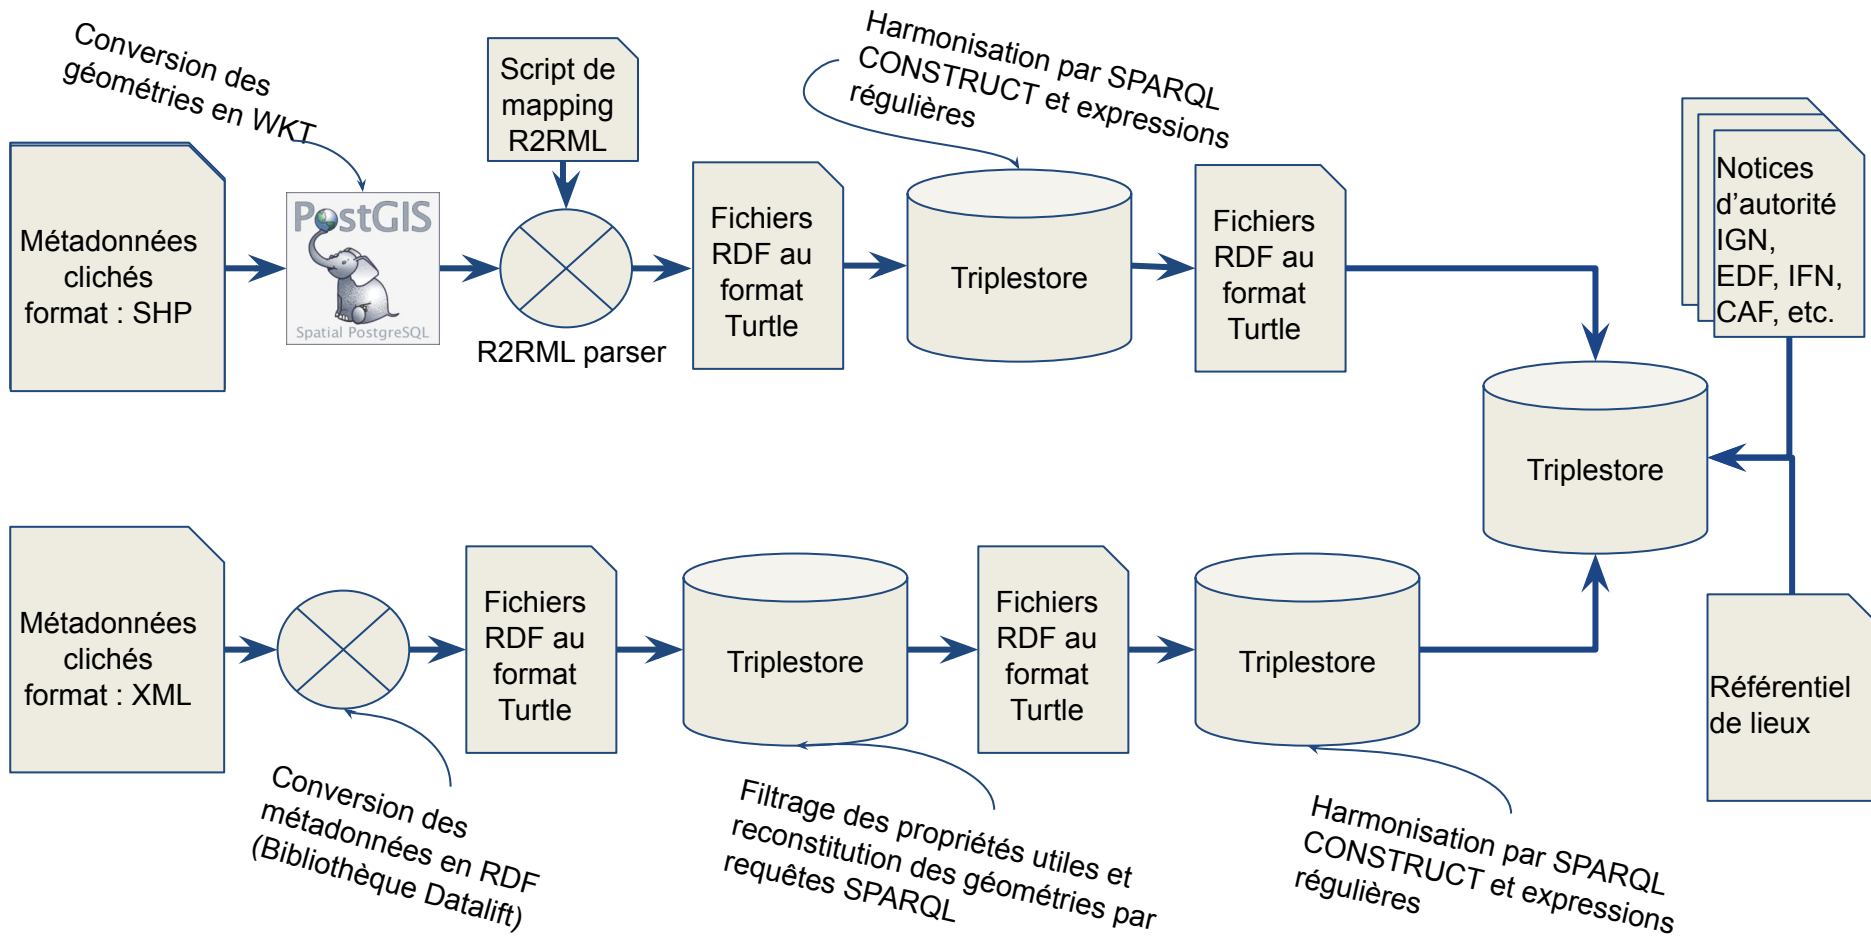 Conversion des
géométries en WKT
Script de
mapping
R2RML
Harmonisation par SPARQL
CONSTRUCT et expressions
régulières
Métadonnées
clichés
format : SHP
PostGIS
Spatial PostgreSQL
R2RML parser
Fichiers
RDF au
format
Turtle
Triplestore
Fichiers
RDF au
format
Turtle
Notices
d'autorité
IGN,
EDF, IFN,
CAF, etc.
Triplestore
Métadonnées
clichés
format : XML
Conversion des
métadonnées en RDF
(Bibliothèque Datalift)
Fichiers
RDF au
format
Turtle
Triplestore
Filtrage des propriétés utiles et
reconstitution des géométries par
requêtes SPARQL
Fichiers
RDF au
format
Turtle
Triplestore
Harmonisation par SPARQL
CONSTRUCT et expressions
régulières
Référentiel
de lieux